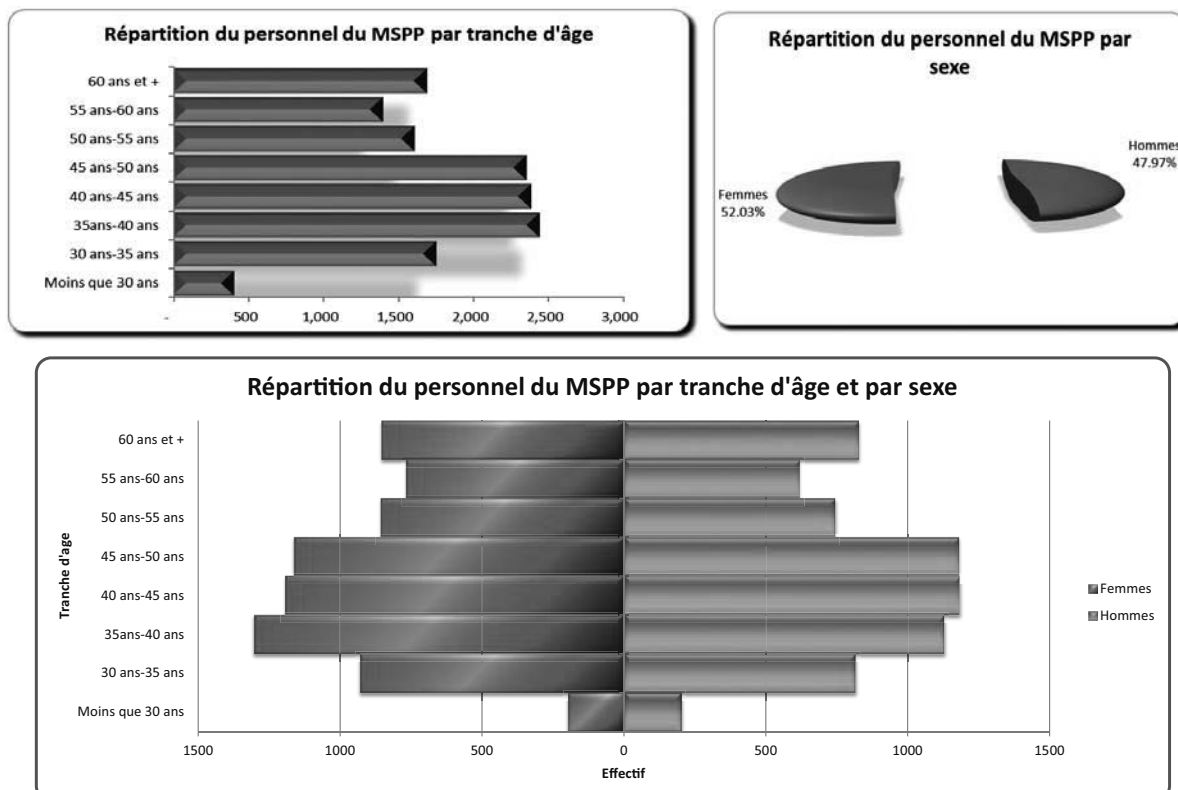 Répartition du personnel du MSPP par tranche d'âge
60 ans et +
55 ans-60 ans
50 ans-55 ans
45 ans-50 ans
40 ans-45 ans
35ans-40 ans
30 ans-35 ans
Moins que 30 ans
- 500 1,000 1,500 2,000 2,500 3,000
Répartition du personnel du MSPP par
sexe
Hommes
47.97%
Femmes
52.03%
Répartition du personnel du MSPP par tranche d'âge et par sexe
Tranche d'age
60 ans et +
55 ans-60 ans
50 ans-55 ans
45 ans-50 ans
40 ans-45 ans
35ans-40 ans
30 ans-35 ans
Moins que 30 ans
1500 1000 500 0 500 1000 1500
Effectif
Femmes
Hommes